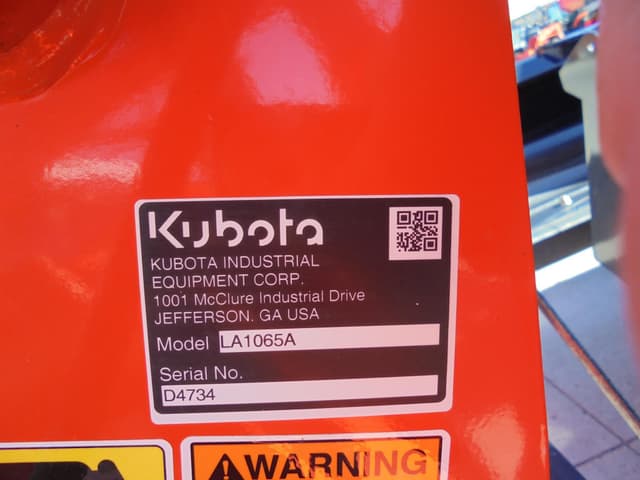 Kubota
KUBOTA INDUSTRIAL
EQUIPMENT CORP.
1001 McClure Industrial Drive
JEFFERSON. GA USA
Model LA1065A
Serial No.
D4734
WARNING